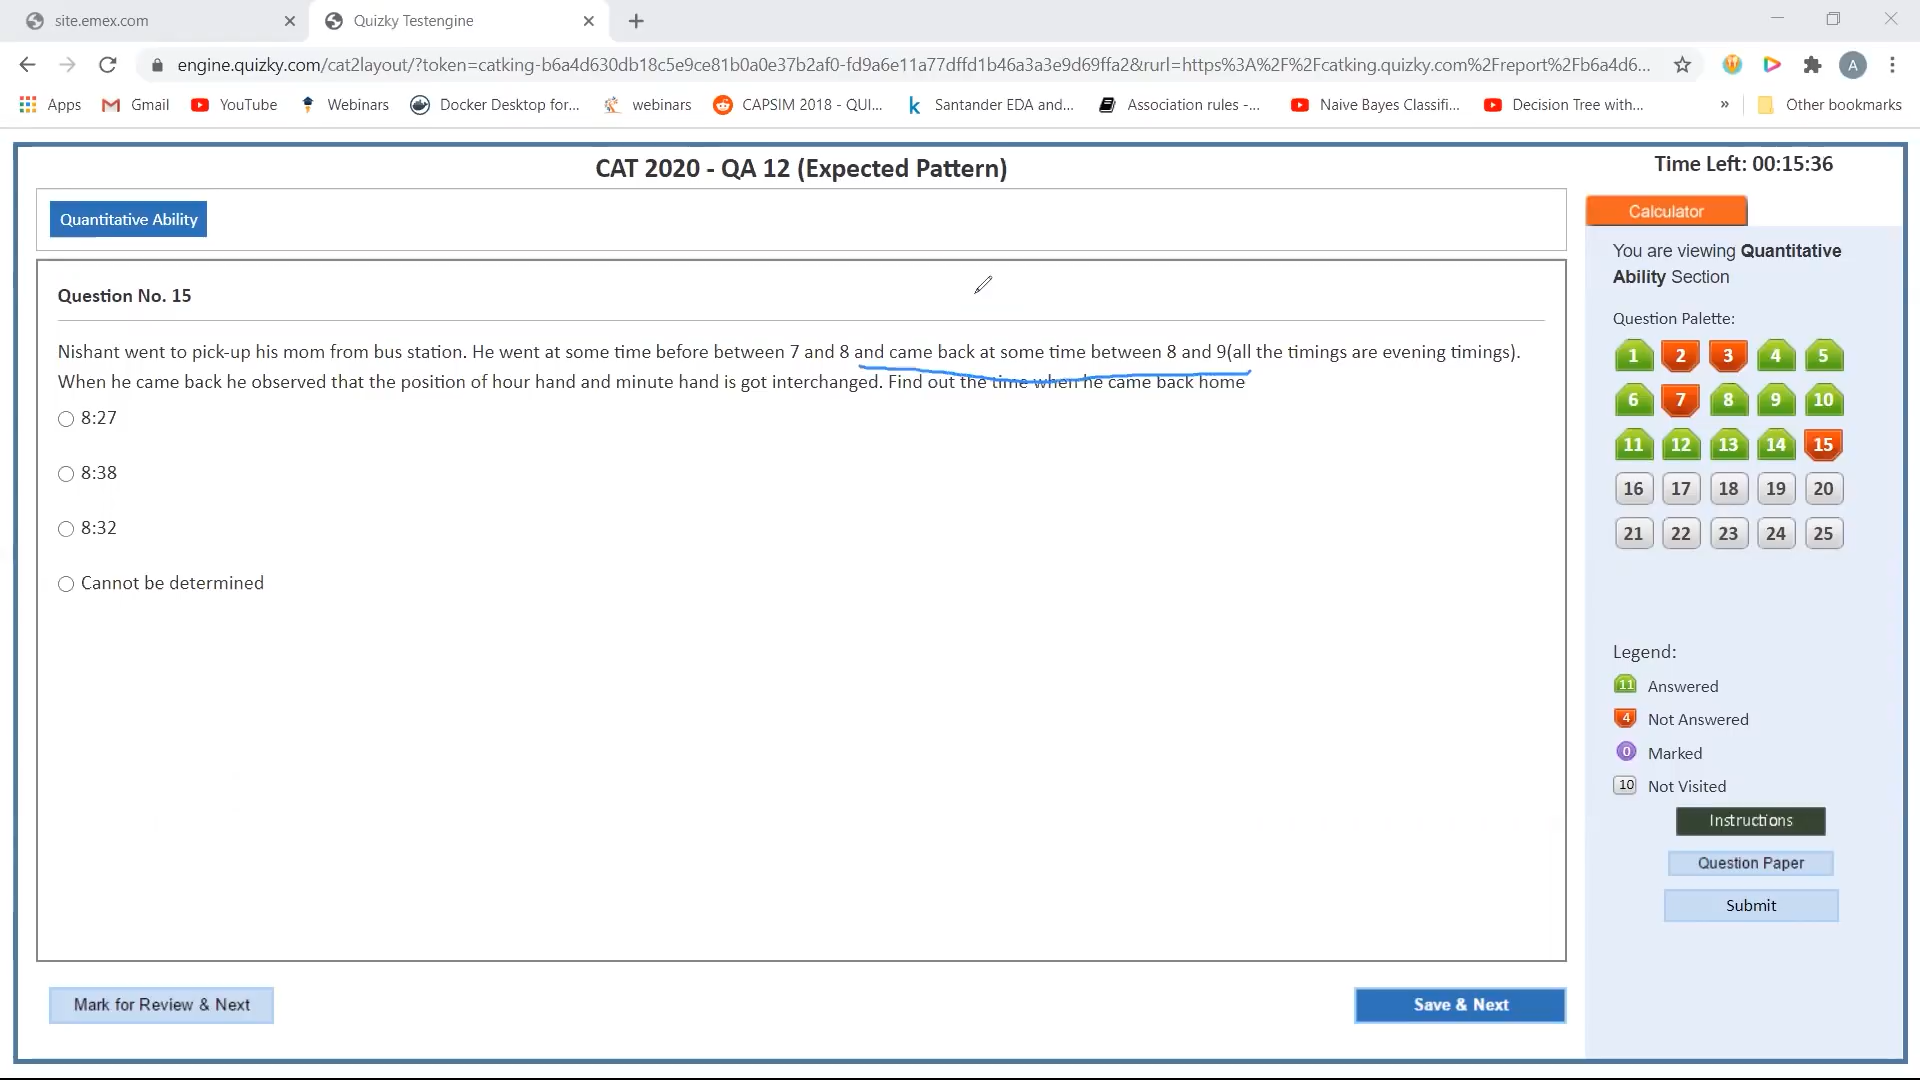 site.emex.com
Quizky Testengine
engine.quizky.com/cat2layout/?token=catking-b6a4d630db18c5e9ce81b0a0e37b2af0-fd9a6e11a77dffd1b46a3a3e9d69ffa2&rurl=https%3A%2F%2Fcatking.quizky.com%2Freport%2Fb6a4d6...
A
Apps Gmail YouTube Webinars Docker Desktop for... webinars CAPSIM 2018 - QUI... Santander EDA and... Association rules -... Naive Bayes Classifi... Decision Tree with... » Other bookmarks
CAT 2020 - QA 12 (Expected Pattern)
Time Left: 00:15:36
Quantitative Ability
Calculator
You are viewing Quantitative
Ability Section
Question No. 15
Question Palette:
Nishant went to pick-up his mom from bus station. He went at some time before between 7 and 8 and came back at some time between 8 and 9(all the timings are evening timings).
When he came back he observed that the position of hour hand and minute hand is got interchanged. Find out the time when he came back home
8:27
8:38
8:32
Cannot be determined
1 2 3 4 5
6 7 8 9 10
11 12 13 14 15
16 17 18 19 20
21 22 23 24 25
Legend:
11 Answered
4 Not Answered
0 Marked
10 Not Visited
Instructions
Question Paper
Submit
Mark for Review & Next
Save & Next